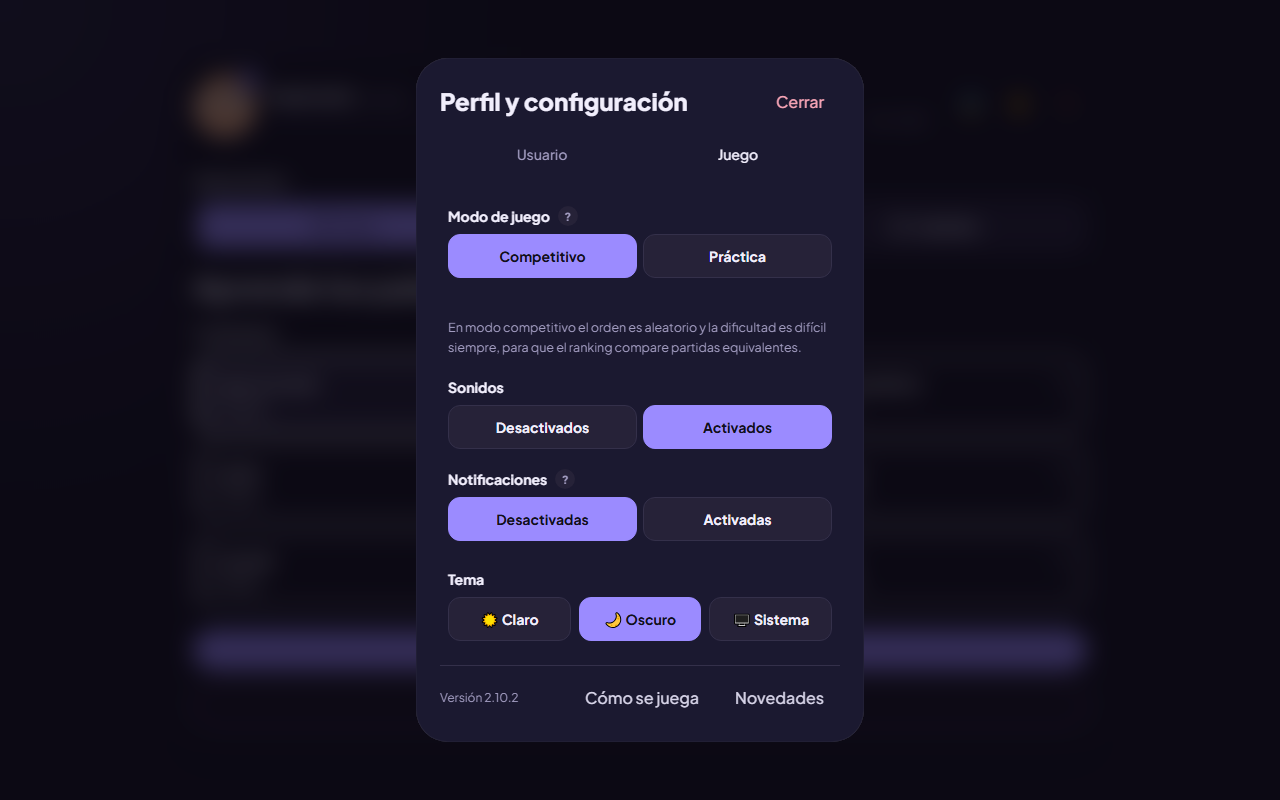 Perfil y configuración
Cerrar
Usuario
Juego
Modo de juego ?
Competitivo
Práctica
En modo competitivo el orden es aleatorio y la dificultad es difícil
siempre, para que el ranking compare partidas equivalentes.
Sonidos
Desactivados
Activados
Notificaciones ?
Desactivadas
Activadas
Tema
Claro
Oscuro
Sistema
Versión 2.10.2
Cómo se juega
Novedades